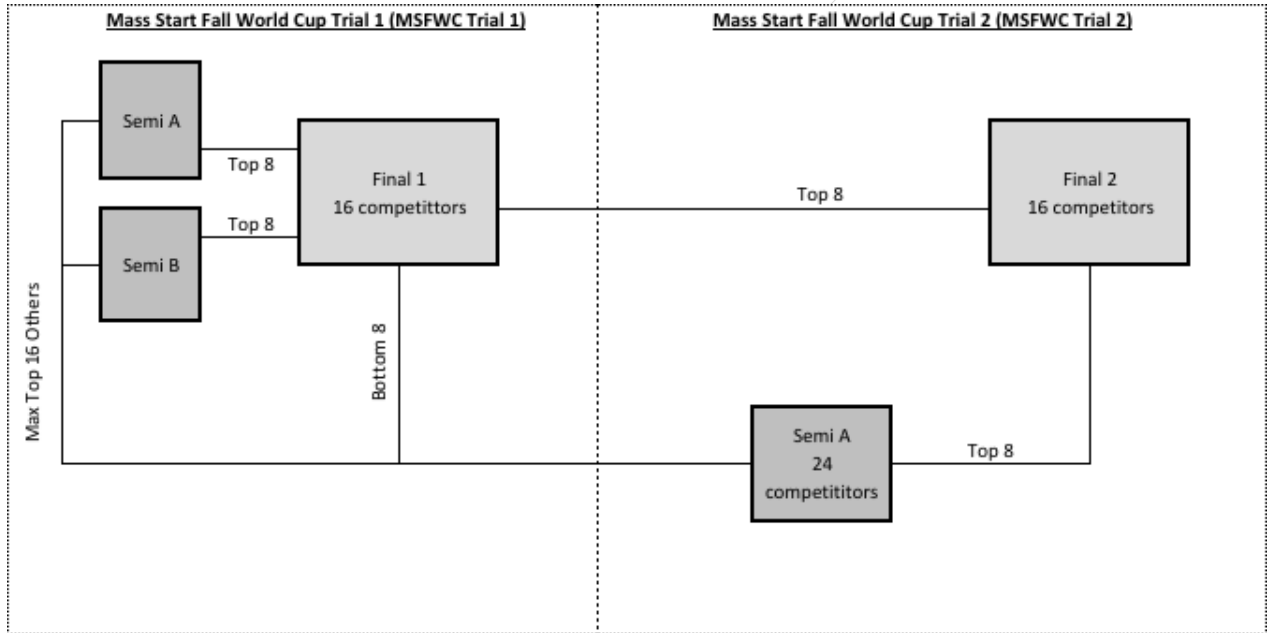 Mass Start Fall World Cup Trial 1 (MSFWC Trial 1)
Mass Start Fall World Cup Trial 2 (MSFWC Trial 2)
Semi A
Top 8
Final 1
16 competittors
Top 8
Semi B
Max Top 16 Others
Bottom 8
Top 8
Final 2
16 competitors
Semi A
24
competititors
Top 8